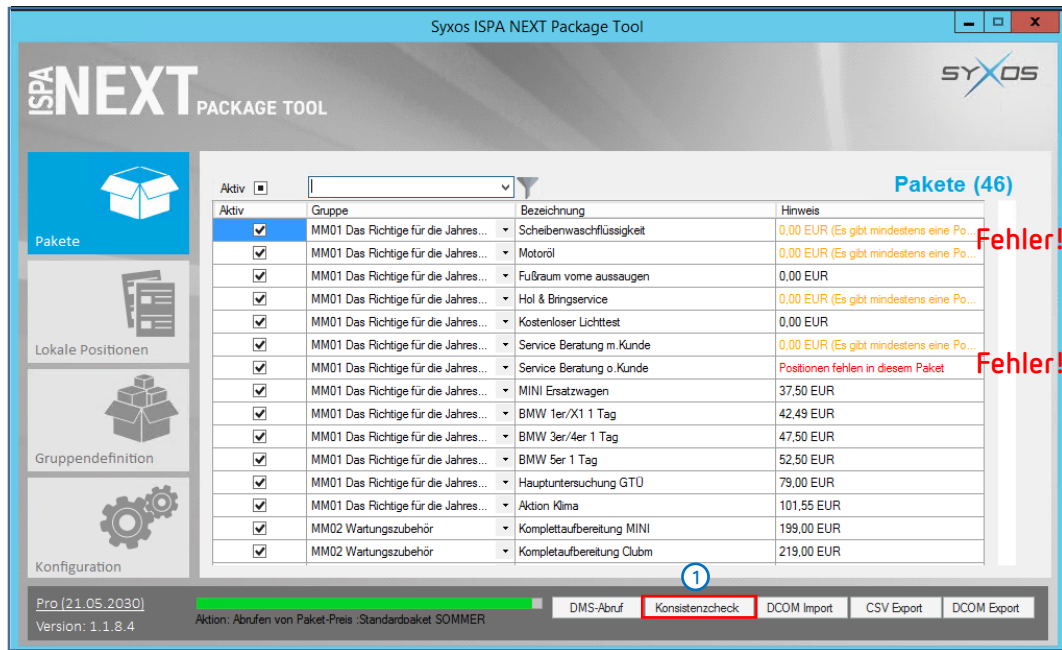 Syxos ISPA NEXT Package Tool
ISPA NEXT PACKAGE TOOL
SYXOS
Aktiv
Pakete (46)
Aktiv Gruppe Bezeichnung Hinweis
MM01 Das Richtige für die Jahres... Scheibenwaschflüssigkeit 0,00 EUR (Es gibt mindestens eine Po... Fehler!
MM01 Das Richtige für die Jahres... Motoröl 0,00 EUR (Es gibt mindestens eine Po...
MM01 Das Richtige für die Jahres... Fußraum vorne aussaugen 0,00 EUR
MM01 Das Richtige für die Jahres... Hol & Bringservice 0,00 EUR (Es gibt mindestens eine Po...
MM01 Das Richtige für die Jahres... Kostenloser Lichttest 0,00 EUR
MM01 Das Richtige für die Jahres... Service Beratung m.Kunde 0,00 EUR (Es gibt mindestens eine Po...
MM01 Das Richtige für die Jahres... Service Beratung o.Kunde Positionen fehlen in diesem Paket Fehler!
MM01 Das Richtige für die Jahres... MINI Ersatzwagen 37,50 EUR
MM01 Das Richtige für die Jahres... BMW 1er/X1 1 Tag 42,49 EUR
MM01 Das Richtige für die Jahres... BMW 3er/4er 1 Tag 47,50 EUR
MM01 Das Richtige für die Jahres... BMW 5er 1 Tag 52,50 EUR
MM01 Das Richtige für die Jahres... Hauptuntersuchung GTÜ 79,00 EUR
MM01 Das Richtige für die Jahres... Aktion Klima 101,55 EUR
MM02 Wartungszubehör Komplettaufbereitung MINI 199,00 EUR
MM02 Wartungszubehör Kompletaufbereitung Clubm 219,00 EUR
Pakete
Lokale Positionen
Gruppendefinition
Konfiguration
1
Pro (21.05.2030)
Version: 1.1.8.4
Aktion: Abrufen von Paket-Preis :Standardpaket SOMMER
DMS-Abruf Konsistenzcheck DCOM Import CSV Export DCOM Export